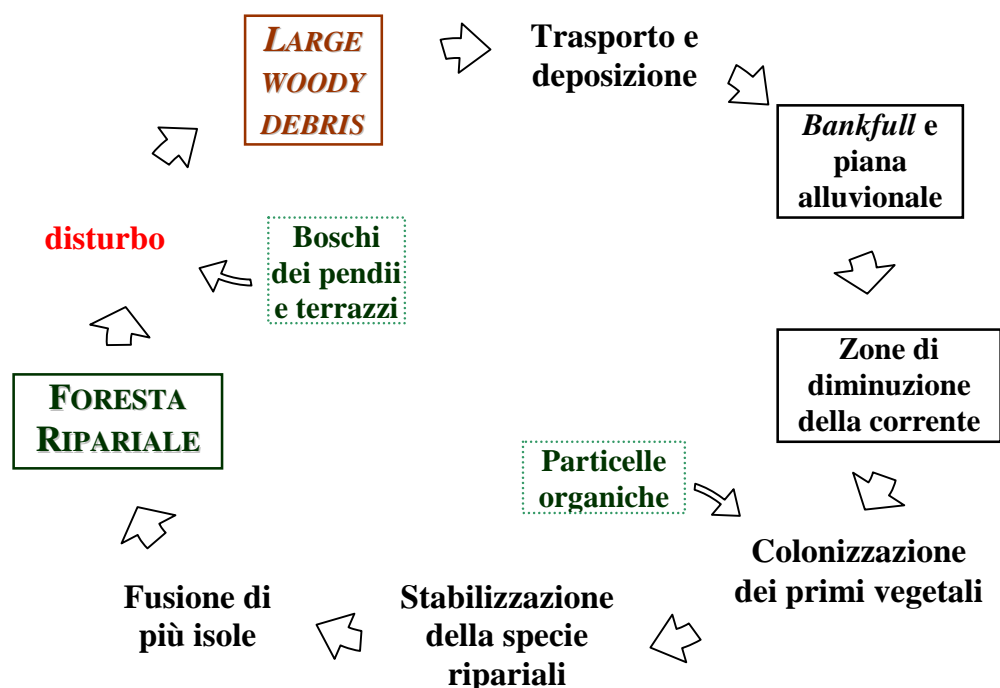 LARGE
WOODY
DEBRIS
Trasporto e
deposizione
Bankfull e
piana
alluvionale
disturbo
Boschi
dei pendii
e terrazzi
Zone di
diminuzione
della corrente
FORESTA
RIPARIALE
Particelle
organiche
Colonizzazione
dei primi vegetali
Fusione di
più isole
Stabilizzazione
della specie
ripariali